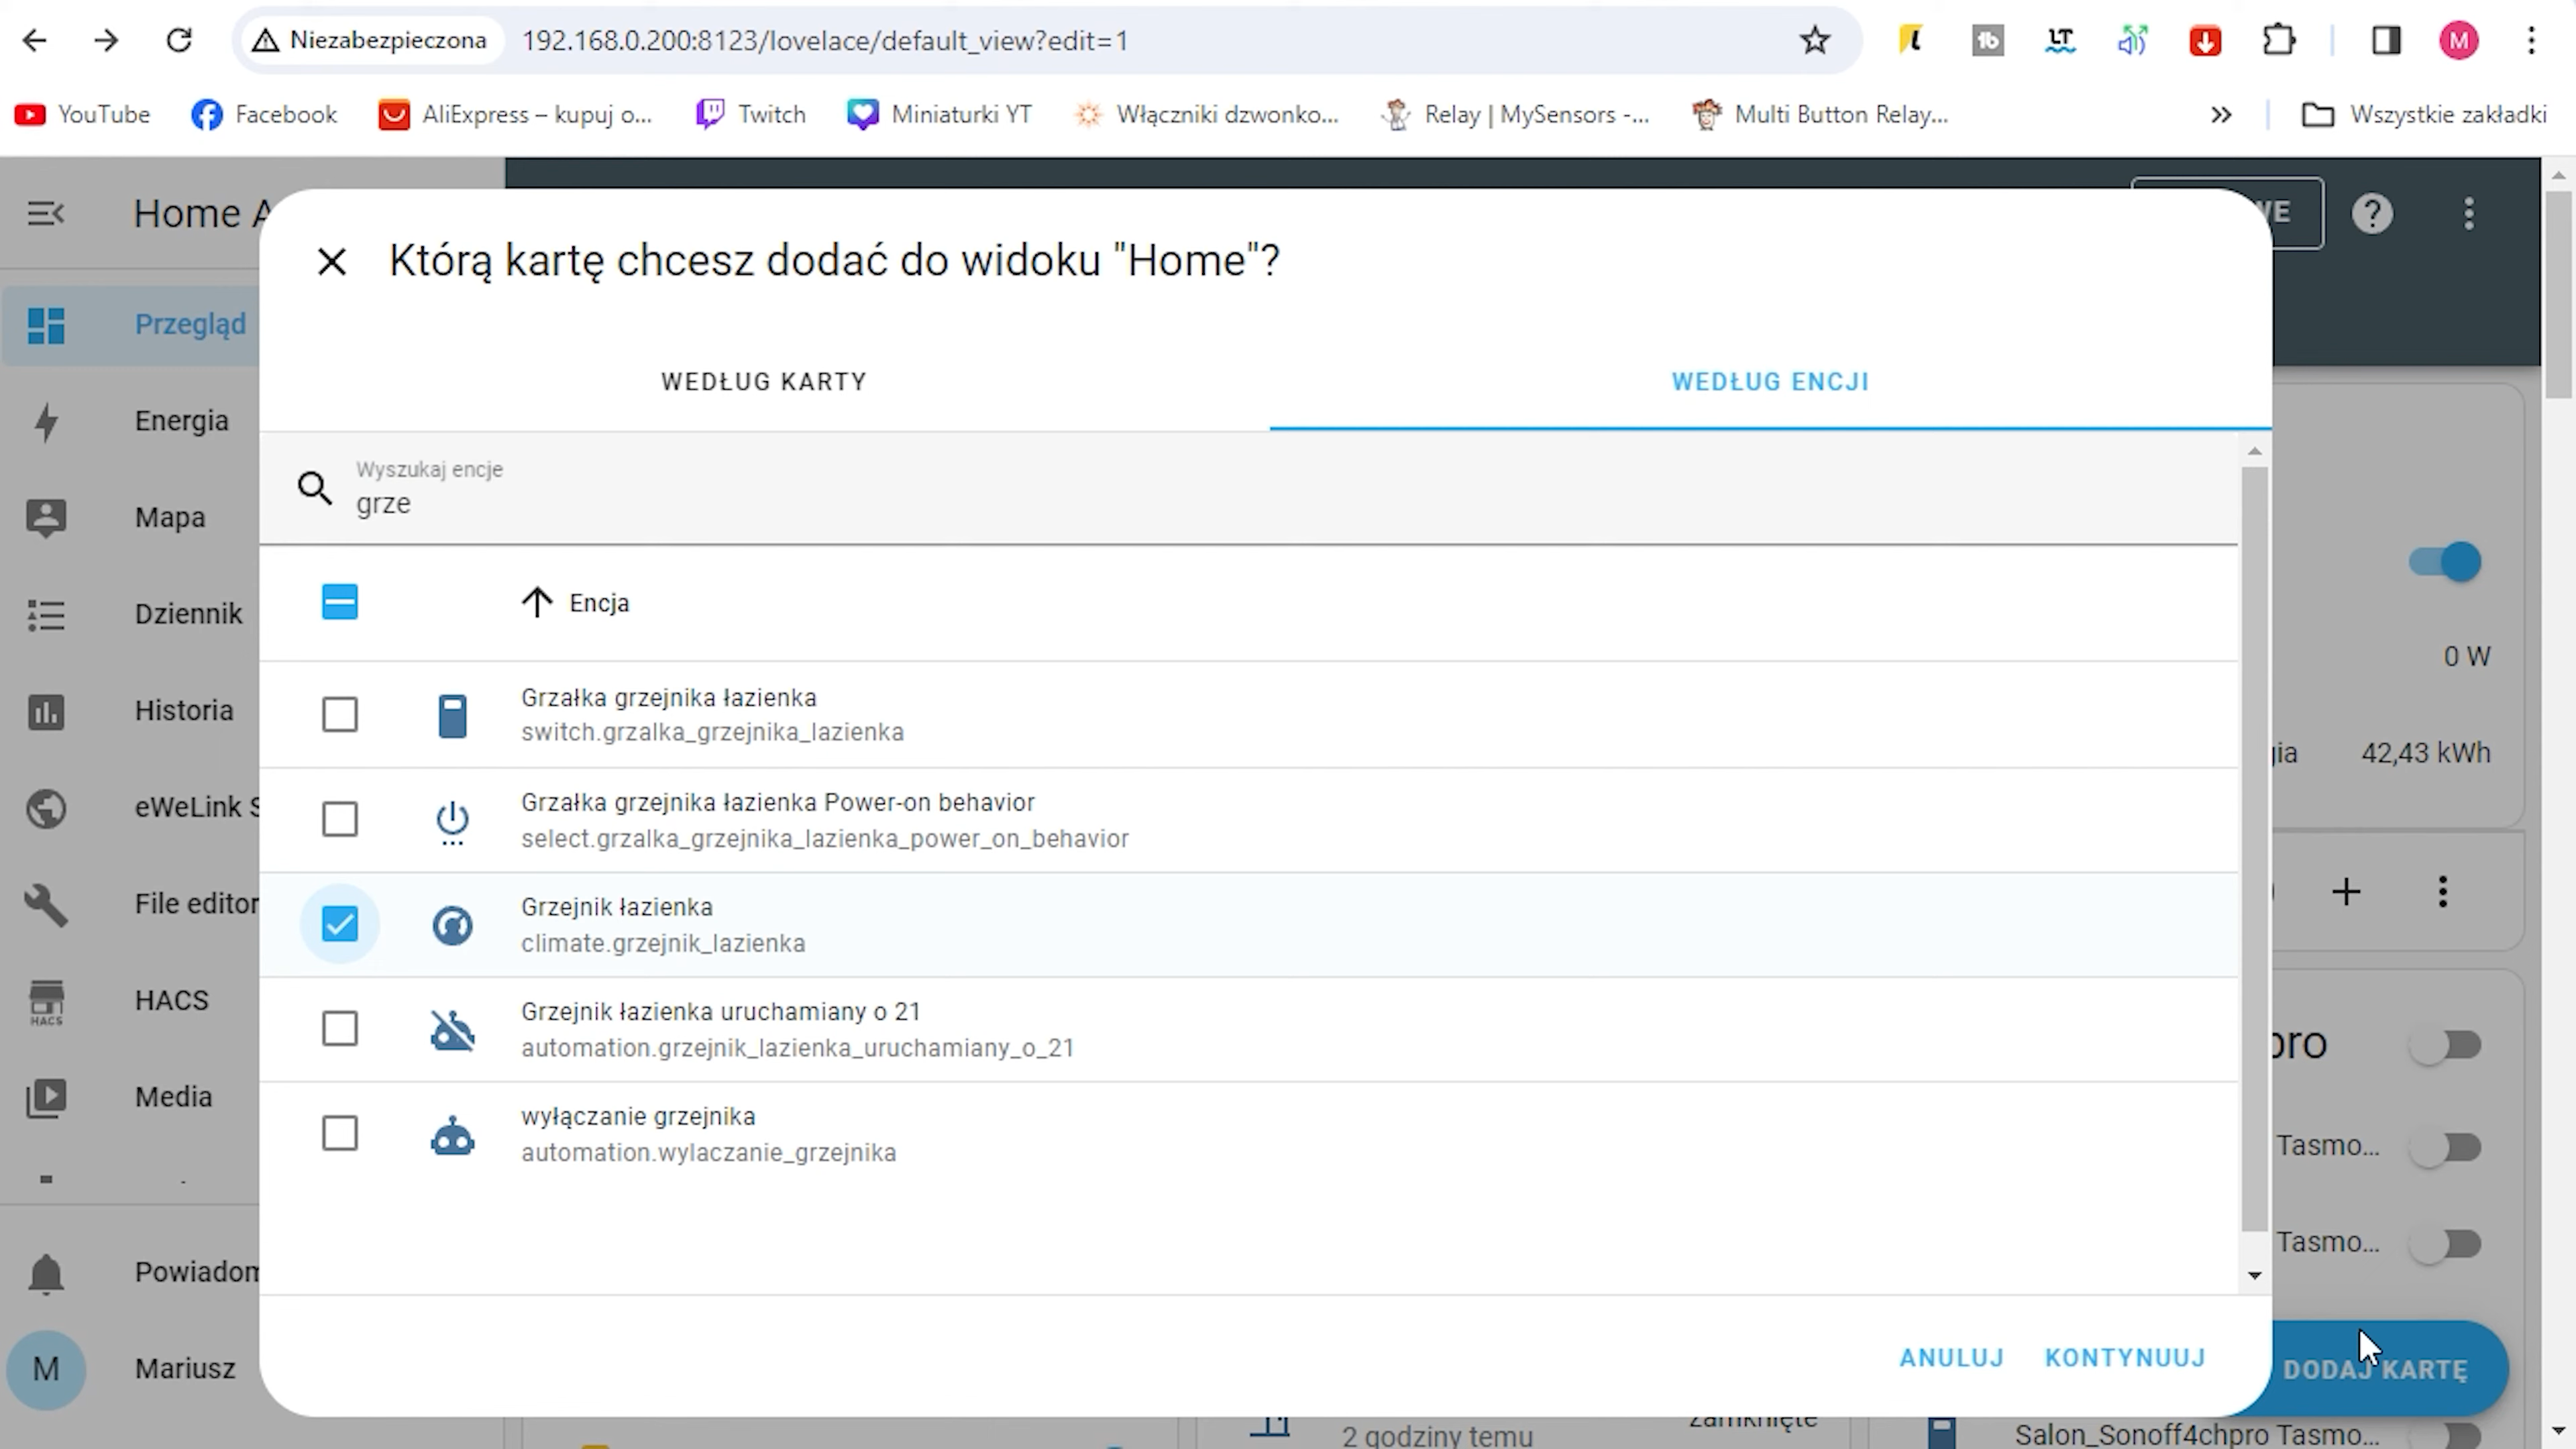 Niezabezpieczona
192.168.0.200:8123/lovelace/default_view?edit=1
YouTube
Facebook
AliExpress – kupuj o...
Twitch
Miniaturki YT
Włączniki dzwonko...
Relay | MySensors -...
Multi Button Relay...
Wszystkie zakładki
Home A
Którą kartę chcesz dodać do widoku "Home"?
Przegląd
WEDŁUG KARTY
WEDŁUG ENCJI
Energia
Wyszukaj encje
grze
Mapa
Encja
Dziennik
0 W
Historia
Grzałka grzejnika łazienka
switch.grzalka_grzejnika_lazienka
42,43 kWh
eWeLink S
Grzałka grzejnika łazienka Power-on behavior
select.grzalka_grzejnika_lazienka_power_on_behavior
File editor
Grzejnik łazienka
climate.grzejnik_lazienka
HACS
HACS
Grzejnik łazienka uruchamiany o 21
automation.grzejnik_lazienka_uruchamiany_o_21
pro
Media
wyłączanie grzejnika
automation.wylaczanie_grzejnika
Tasmo...
Tasmo...
Powiadom
ANULUJ
KONTYNUUJ
DODAJ KARTĘ
M
Mariusz
2 godziny temu
zamknięte
Salon_Sonoff4chpro Tasmo...